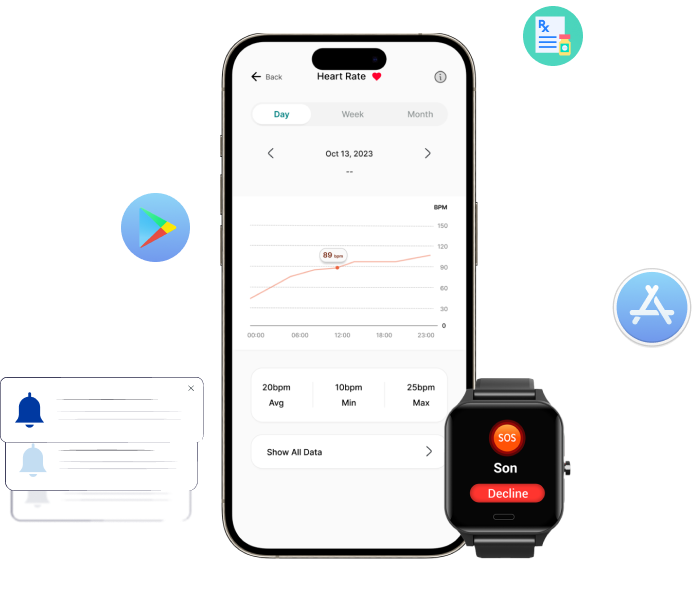 Rx
Back
Heart Rate
Day Week Month
Oct 13, 2023
--
BPM
150
120
89 bpm
90
60
30
0
00:00 06:00 12:00 18:00 23:00
20bpm 10bpm 25bpm
Avg Min Max
Show All Data
SOS
Son
Decline